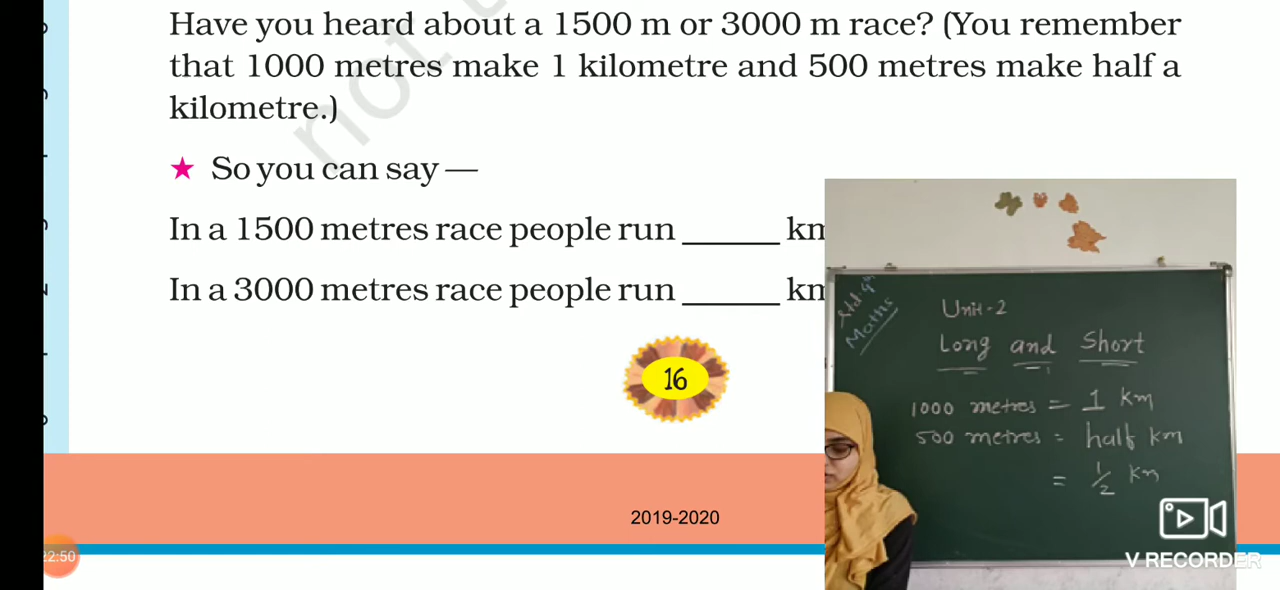 Have you heard about a 1500 m or 3000 m race? (You remember
that 1000 metres make 1 kilometre and 500 metres make half a
kilometre.)
★ So you can say —
In a 1500 metres race people run ______ km
In a 3000 metres race people run ______ km
16
2019-2020
22:50
Maths
Unit-2
Long and Short
1000 metres = 1 km
500 metres = half km
= 1/2 km
V RECORDER